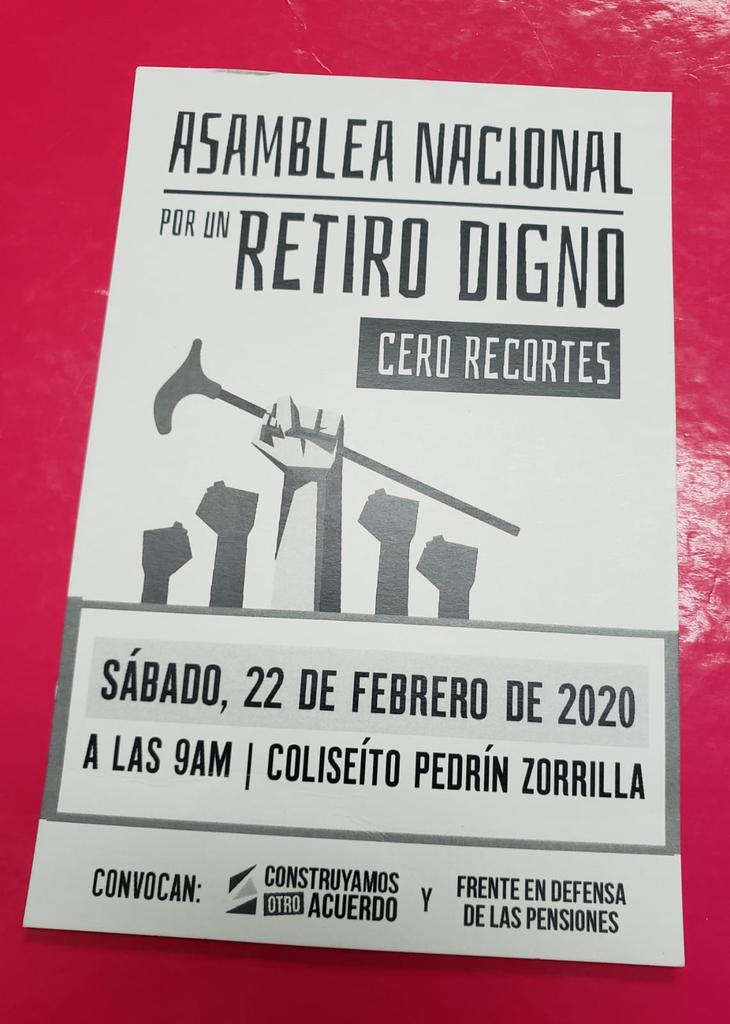 ASAMBLEA NACIONAL
POR UN RETIRO DIGNO
CERO RECORTES
SÁBADO, 22 DE FEBRERO DE 2020
A LAS 9AM | COLISEÍTO PEDRÍN ZORRILLA
CONVOCAN: CONSTRUYAMOS OTRO ACUERDO Y FRENTE EN DEFENSA DE LAS PENSIONES